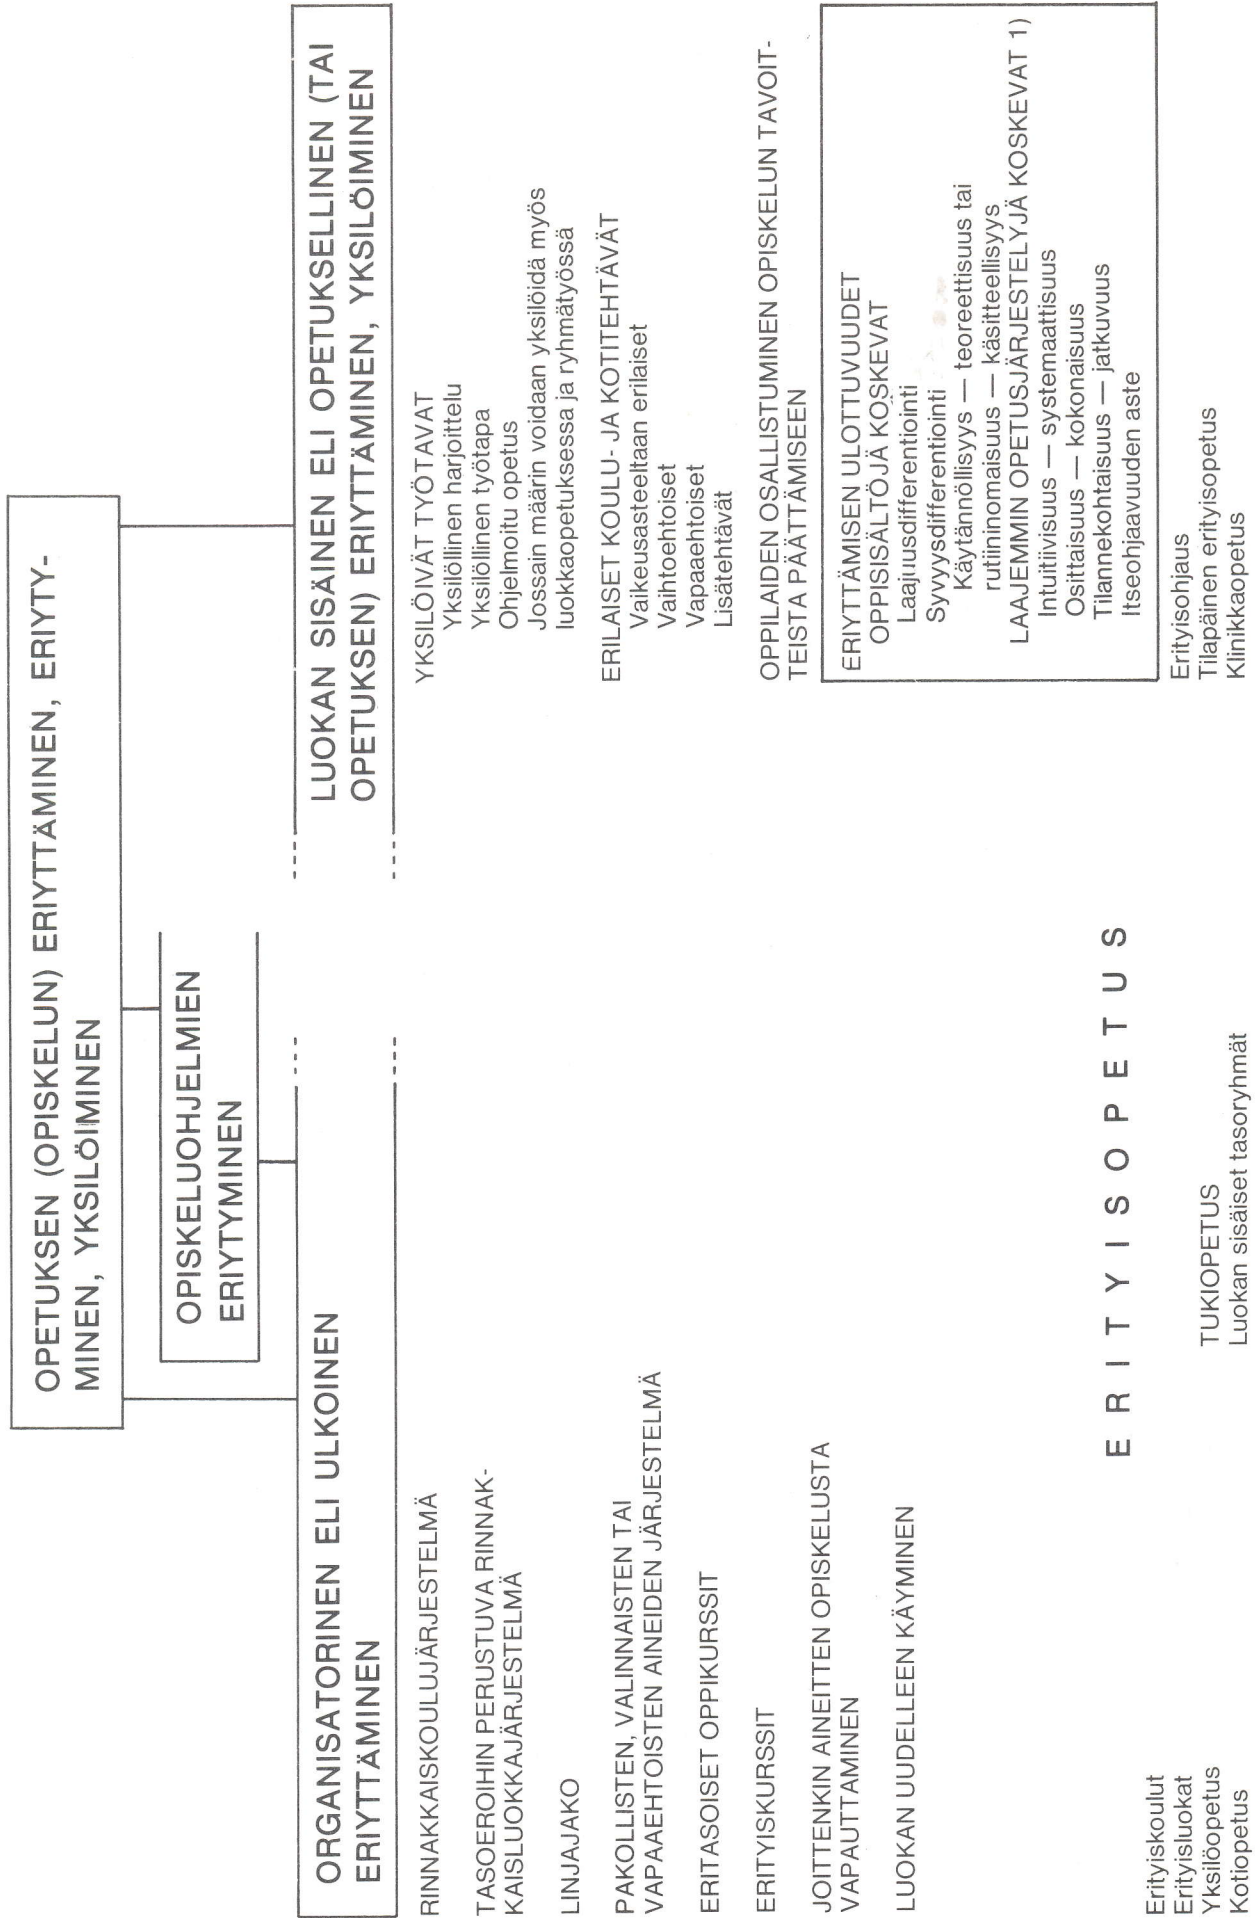 OPETUKSEN (OPISKELUN) ERIYTTÄMINEN, ERIYTY-
MINEN, YKSILÖIMINEN
OPISKELUOHJELMIEN
ERIYTYMINEN
ORGANISATORINEN ELI ULKOINEN
ERIYTTÄMINEN
RINNAKKAISKOULUJÄRJESTELMÄ
TASOEROIHIN PERUSTUVA RINNAK-
KAISLUOKKAJÄRJESTELMÄ
LINJAJAKO
PAKOLLISTEN, VALINNAISTEN TAI
VAPAAEHTOISTEN AINEIDEN JÄRJESTELMÄ
ERITASOISET OPPIKURSSIT
ERITYISKURSSIT
JOITTENKIN AINEITTEN OPISKELUSTA
VAPAUTTAMINEN
LUOKAN UUDELLEEN KÄYMINEN
LUOKAN SISÄINEN ELI OPETUKSELLINEN (TAI
OPETUKSEN) ERIYTTÄMINEN, YKSILÖIMINEN
YKSILÖIVÄT TYÖTAVAT
Yksilöllinen harjoittelu
Yksilöllinen työtapa
Ohjelmoitu opetus
Jossain määrin voidaan yksilöidä myös
luokkaopetuksessa ja ryhmätyössä
ERILAISET KOULU- JA KOTITEHTÄVÄT
Vaikeusasteeltaan erilaiset
Vaihtoehtoiset
Vapaaehtoiset
Lisätehtävät
OPPILAIDEN OSALLISTUMINEN OPISKELUN TAVOIT-
TEISTA PÄÄTTÄMISEEN
ERIYTTÄMISEN ULOTTUVUUDET
OPPISISÄLTÖJÄ KOSKEVAT
Laajuusdifferentiointi
Syvyysdifferentiointi
Käytännöllisyys — teoreettisuus tai
rutiininomaisuus — käsitteellisyys
LAAJEMMIN OPETUSJÄRJESTELYJÄ KOSKEVAT 1)
Intuitiivisuus — systemaattisuus
Osittaisuus — kokonaisuus
Tilannekohtaisuus — jatkuvuus
Itseohjaavuuden aste
ERITYISOPETUS
Erityiskoulut
Erityisluokat
Yksilöopetus
Kotiopetus
TUKIOPETUS
Luokan sisäiset tasoryhmät
Erityisohjaus
Tilapäinen erityisopetus
Klinikkaopetus